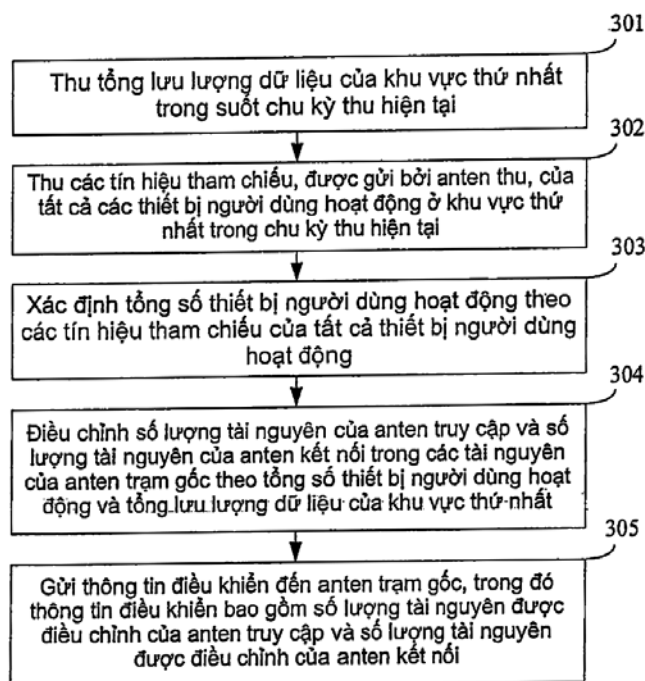 301
Thu tổng lưu lượng dữ liệu của khu vực thứ nhất
trong suốt chu kỳ thu hiện tại
302
Thu các tín hiệu tham chiếu, được gửi bởi anten thu, của
tất cả các thiết bị người dùng hoạt động ở khu vực thứ
nhất trong chu kỳ thu hiện tại
303
Xác định tổng số thiết bị người dùng hoạt động theo
các tín hiệu tham chiếu của tất cả thiết bị người dùng
hoạt động
304
Điều chỉnh số lượng tài nguyên của anten truy cập và số
lượng tài nguyên của anten kết nối trong các tài nguyên
của anten trạm gốc theo tổng số thiết bị người dùng hoạt
động và tổng lưu lượng dữ liệu của khu vực thứ nhất
305
Gửi thông tin điều khiển đến anten trạm gốc, trong đó
thông tin điều khiển bao gồm số lượng tài nguyên được
điều chỉnh của anten truy cập và số lượng tài nguyên
được điều chỉnh của anten kết nối